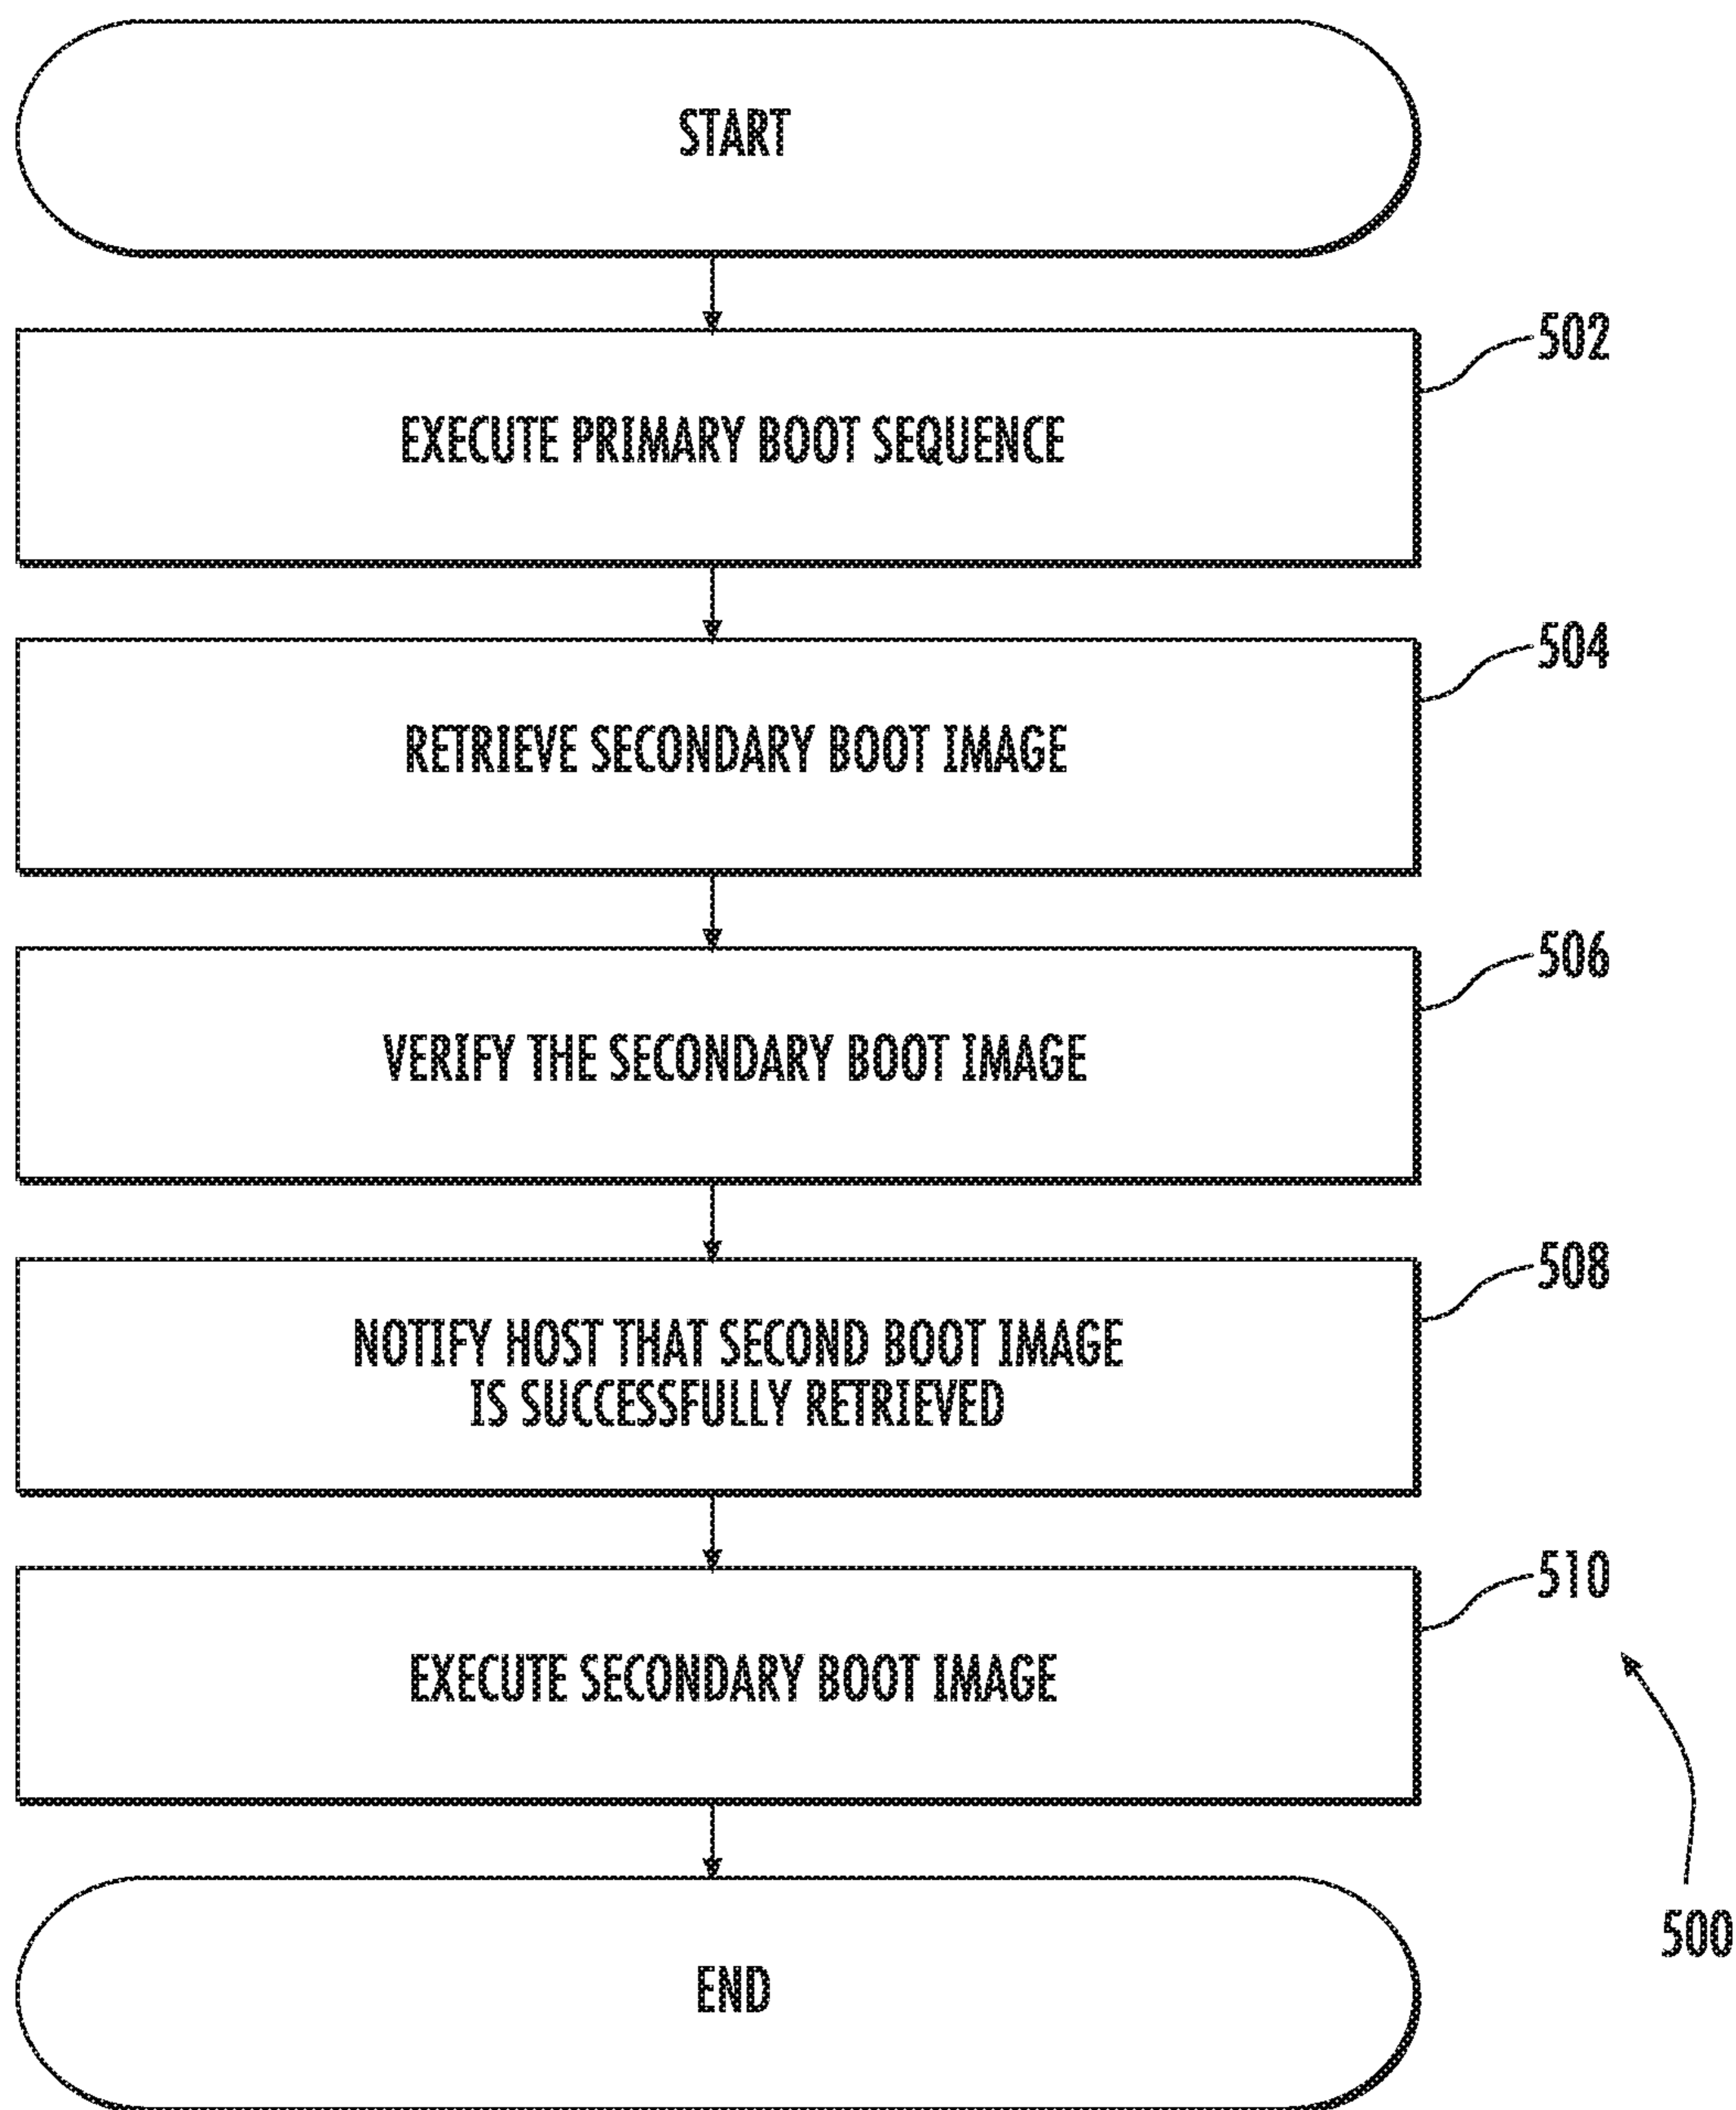 START
502
EXECUTE PRIMARY BOOT SEQUENCE
504
RETRIEVE SECONDARY BOOT IMAGE
506
VERIFY THE SECONDARY BOOT IMAGE
508
NOTIFY HOST THAT SECOND BOOT IMAGE
IS SUCCESSFULLY RETRIEVED
510
EXECUTE SECONDARY BOOT IMAGE
500
END